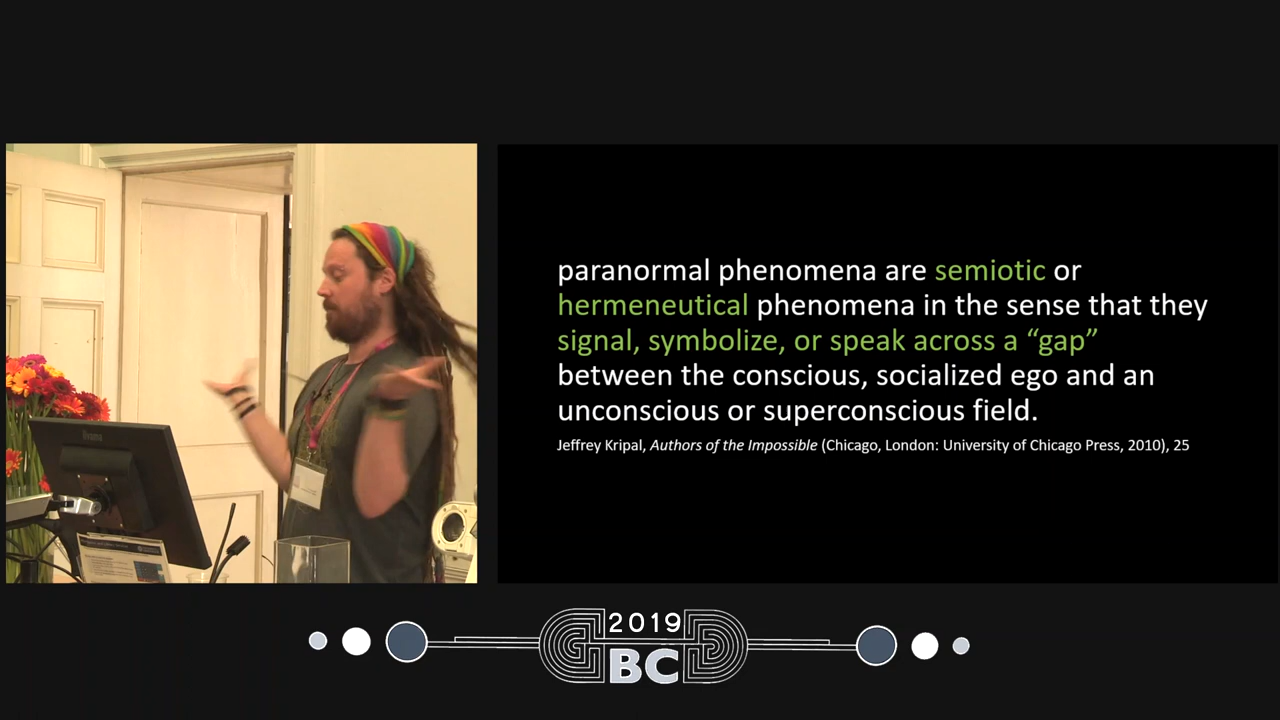 paranormal phenomena are semiotic or
hermeneutical phenomena in the sense that they
signal, symbolize, or speak across a “gap”
between the conscious, socialized ego and an
unconscious or superconscious field.
Jeffrey Kripal, Authors of the Impossible (Chicago, London: University of Chicago Press, 2010), 25
2019
BC